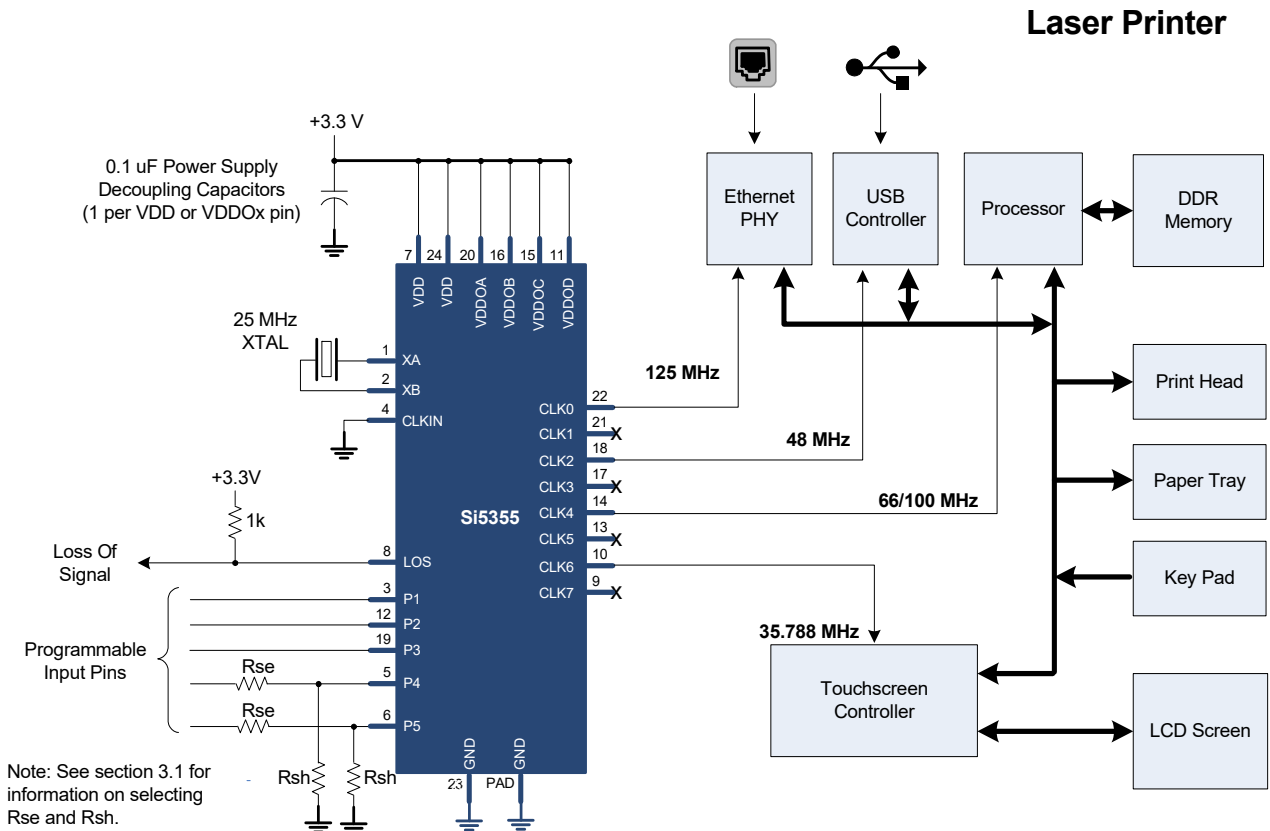 Laser Printer
+3.3 V
0.1 uF Power Supply
Decoupling Capacitors
(1 per VDD or VDDOx pin)
7
24
20
16
15
11
VDD
VDD
VDDOA
VDDOB
VDDOC
VDDOD
25 MHz
XTAL
1
XA
2
XB
4
CLKIN
+3.3V
1k
Loss Of
Signal
8
LOS
Programmable
Input Pins
3
P1
12
P2
19
P3
Rse
5
P4
Rse
6
P5
Rsh
Rsh
Note: See section 3.1 for
information on selecting
Rse and Rsh.
Si5355
GND
GND
23
PAD
CLK0
22
CLK1
21
X
CLK2
18
CLK3
17
X
CLK4
14
CLK5
13
X
CLK6
10
CLK7
9
X
125 MHz
48 MHz
66/100 MHz
35.788 MHz
Ethernet
PHY
USB
Controller
Processor
DDR
Memory
Print Head
Paper Tray
Key Pad
Touchscreen
Controller
LCD Screen